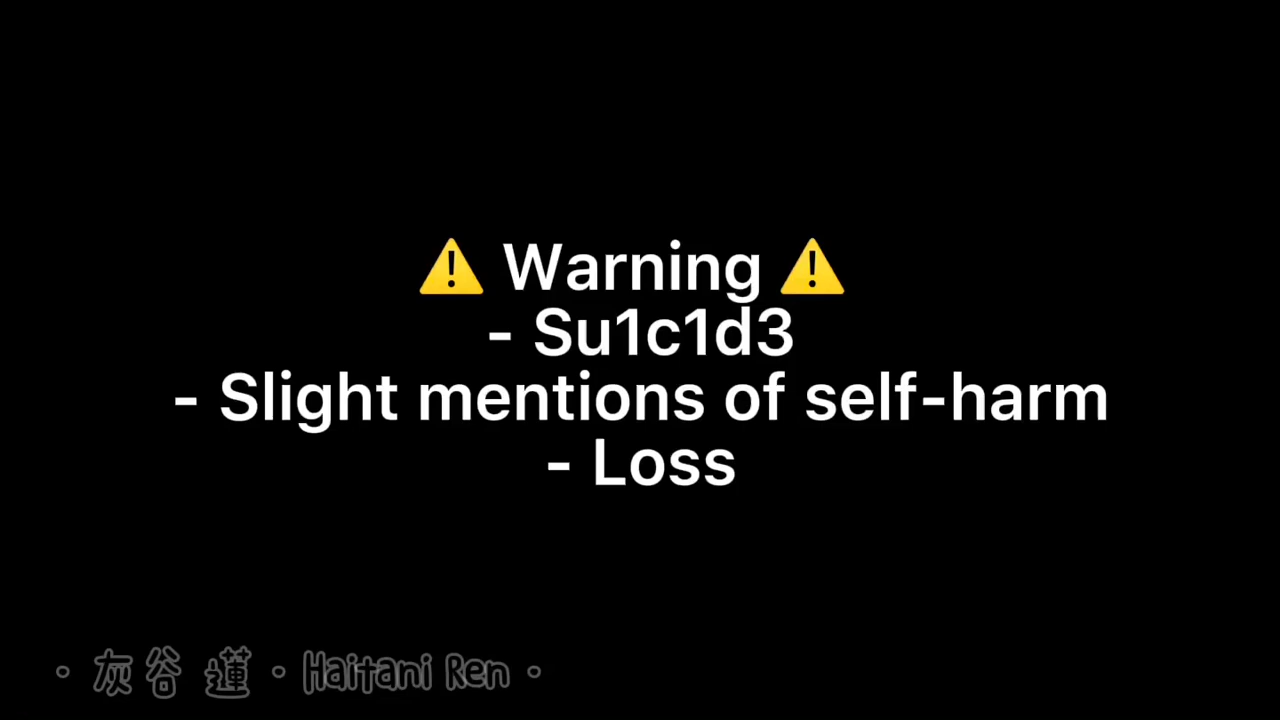 ⚠️ Warning ⚠️
- Su1c1d3
- Slight mentions of self-harm
- Loss
· 灰谷 蓮 · Haitani Ren ·